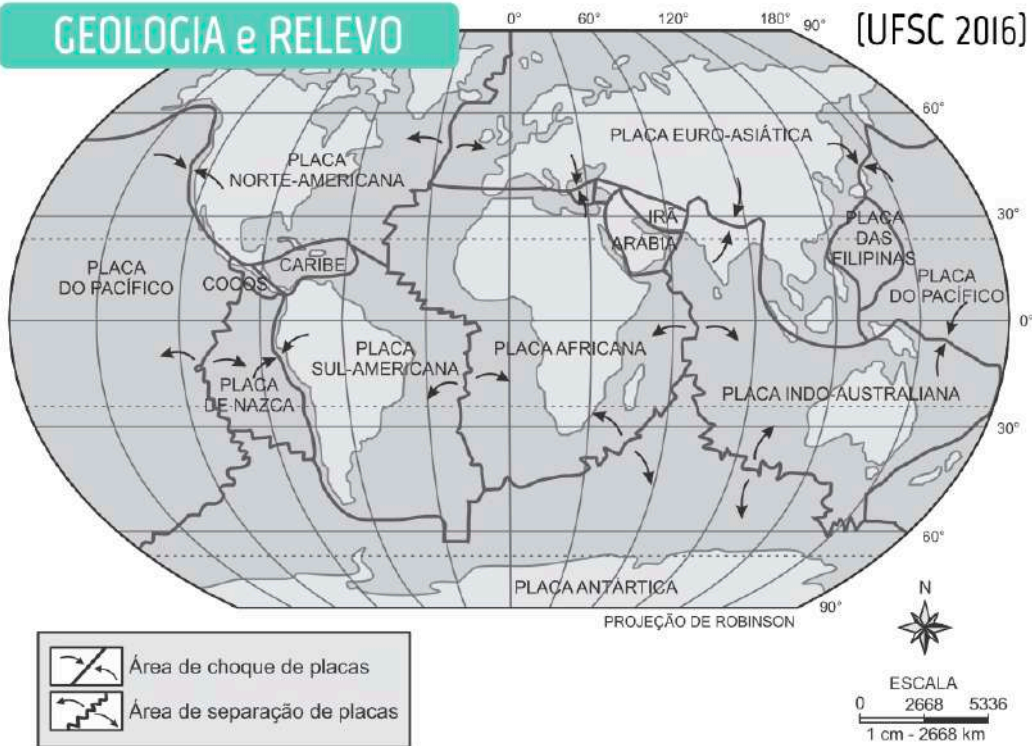 GEOLOGIA e RELEVO
[UFSC 2016]
0° 60° 120° 180° 90°
60°
PLACA EURO-ASIÁTICA
PLACA
NORTE-AMERICANA
30°
IRÃ
ARABIA
PLACA
DAS
FILIPINAS
CARIBE
COCOS
PLACA
DO PACÍFICO
PLACA
DO PACÍFICO
0°
PLACA
SUL-AMERICANA
PLACA AFRICANA
PLACA
DE NAZCA
PLACA INDO-AUSTRALIANA
30°
60°
PLACA ANTÁRTICA
90°
PROJEÇÃO DE ROBINSON
N
Área de choque de placas
Área de separação de placas
ESCALA
0 2668 5336
1 cm - 2668 km